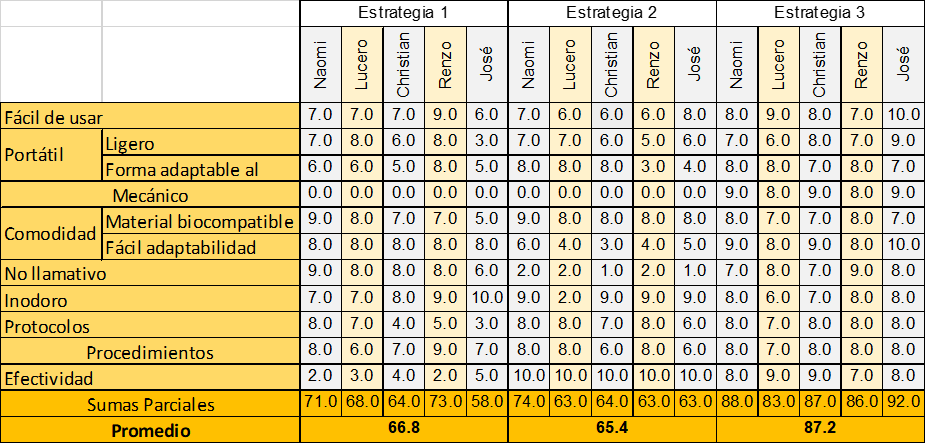 Estrategia 1 Estrategia 2 Estrategia 3
Naomi Lucero Christian Renzo José Naomi Lucero Christian Renzo José Naomi Lucero Christian Renzo José
Fácil de usar 7.0 7.0 7.0 9.0 6.0 7.0 6.0 6.0 6.0 8.0 8.0 9.0 8.0 7.0 10.0
Portátil Ligero 7.0 8.0 6.0 8.0 3.0 7.0 7.0 6.0 5.0 6.0 7.0 8.0 8.0 7.0 9.0
Forma adaptable al 6.0 6.0 5.0 8.0 5.0 8.0 8.0 8.0 3.0 4.0 8.0 7.0 8.0 8.0 7.0
Mecánico 0.0 0.0 0.0 0.0 0.0 0.0 0.0 0.0 0.0 0.0 9.0 8.0 9.0 8.0 9.0
Comodidad Material biocompatible 9.0 8.0 7.0 7.0 5.0 9.0 8.0 8.0 8.0 8.0 8.0 7.0 7.0 8.0 7.0
Fácil adaptabilidad 8.0 8.0 8.0 8.0 8.0 6.0 4.0 3.0 4.0 5.0 9.0 8.0 9.0 8.0 10.0
No llamativo 9.0 8.0 8.0 8.0 6.0 2.0 2.0 1.0 2.0 1.0 7.0 8.0 7.0 9.0 8.0
Inodoro 7.0 7.0 8.0 9.0 10.0 9.0 2.0 9.0 9.0 9.0 8.0 6.0 7.0 8.0 8.0
Protocolos 8.0 7.0 4.0 5.0 3.0 8.0 8.0 7.0 8.0 6.0 8.0 7.0 8.0 8.0 8.0
Procedimientos 8.0 6.0 7.0 9.0 7.0 8.0 8.0 6.0 8.0 6.0 8.0 7.0 8.0 8.0 8.0
Efectividad 2.0 3.0 4.0 2.0 5.0 10.0 10.0 10.0 10.0 10.0 8.0 9.0 9.0 7.0 8.0
Sumas Parciales 71.0 68.0 64.0 73.0 58.0 74.0 63.0 64.0 63.0 63.0 88.0 83.0 87.0 86.0 92.0
Promedio 66.8 65.4 87.2